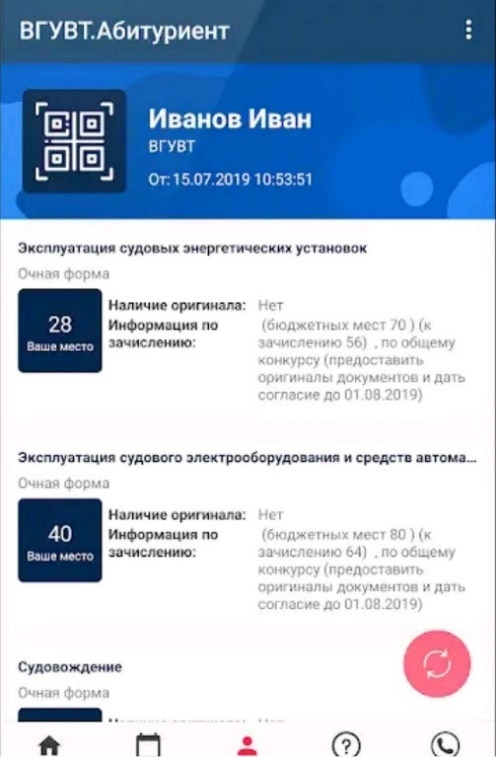 ВГУВТ.Абитуриент
Иванов Иван
ВГУВТ
От: 15.07.2019 10:53:51
Эксплуатация судовых энергетических установок
Очная форма
28
Ваше место
Наличие оригинала: Нет
Информация по зачислению:
(бюджетных мест 70 ) (к
зачислению 56) , по общему
конкурсу (предоставить
оригиналы документов и дать
согласие до 01.08.2019)
Эксплуатация судового электрооборудования и средств автома...
Очная форма
40
Ваше место
Наличие оригинала: Нет
Информация по зачислению:
(бюджетных мест 80 ) (к
зачислению 64) , по общему
конкурсу (предоставить
оригиналы документов и дать
согласие до 01.08.2019)
Судовождение
Очная форма